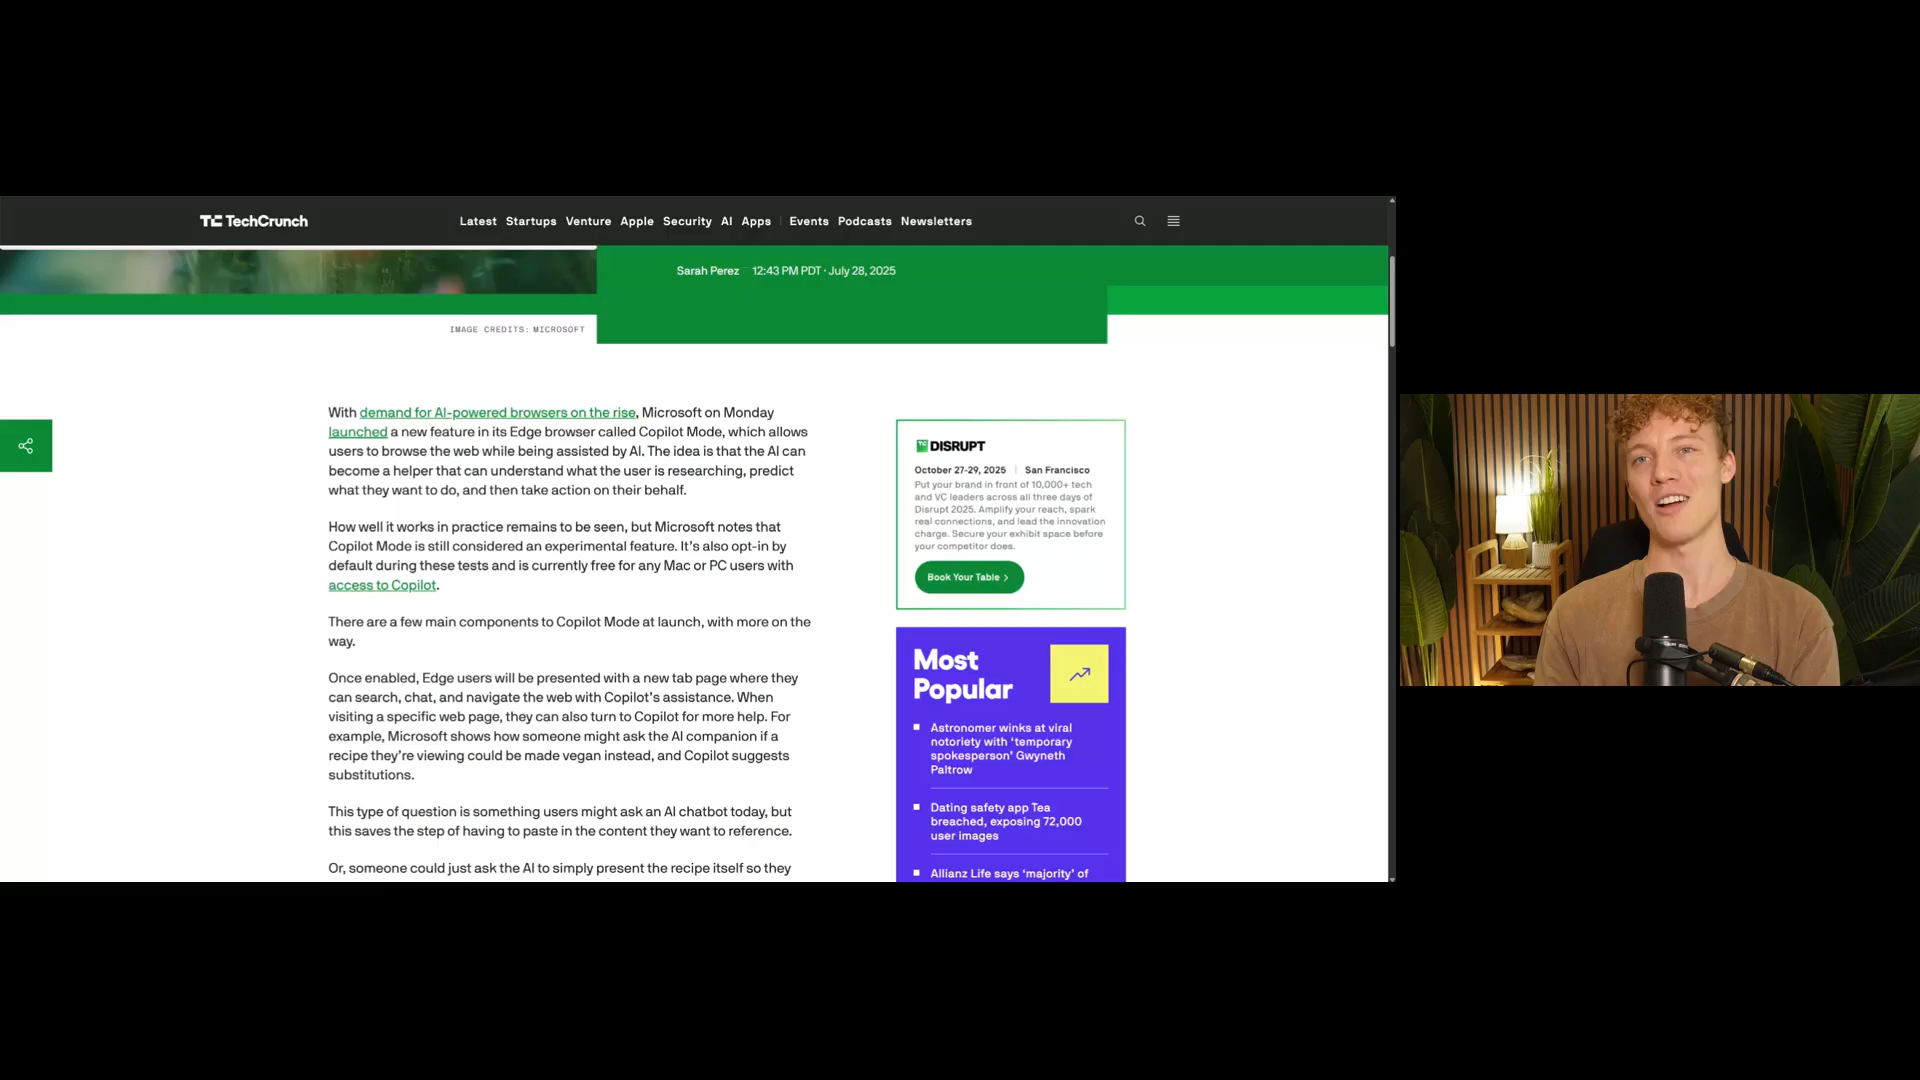 TechCrunch
Latest Startups Venture Apple Security AI Apps Events Podcasts Newsletters
Sarah Perez 12:43 PM PDT · July 28, 2025
IMAGE CREDITS: MICROSOFT
With demand for AI-powered browsers on the rise, Microsoft on Monday
launched a new feature in its Edge browser called Copilot Mode, which allows
users to browse the web while being assisted by AI. The idea is that the AI can
become a helper that can understand what the user is researching, predict
what they want to do, and then take action on their behalf.
How well it works in practice remains to be seen, but Microsoft notes that
Copilot Mode is still considered an experimental feature. It's also opt-in by
default during these tests and is currently free for any Mac or PC users with
access to Copilot.
There are a few main components to Copilot Mode at launch, with more on the
way.
Once enabled, Edge users will be presented with a new tab page where they
can search, chat, and navigate the web with Copilot's assistance. When
visiting a specific web page, they can also turn to Copilot for more help. For
example, Microsoft shows how someone might ask the AI companion if a
recipe they're viewing could be made vegan instead, and Copilot suggests
substitutions.
This type of question is something users might ask an AI chatbot today, but
this saves the step of having to paste in the content they want to reference.
Or, someone could just ask the AI to simply present the recipe itself so they
TC DISRUPT
October 27-29, 2025 | San Francisco
Put your brand in front of 10,000+ tech
and VC leaders across all three days of
Disrupt 2025. Amplify your reach, spark
real connections, and lead the innovation
charge. Secure your exhibit space before
your competitor does.
Book Your Table
Most
Popular
Astronomer winks at viral
notoriety with 'temporary
spokesperson' Gwyneth
Paltrow
Dating safety app Tea
breached, exposing 72,000
user images
Allianz Life says 'majority' of